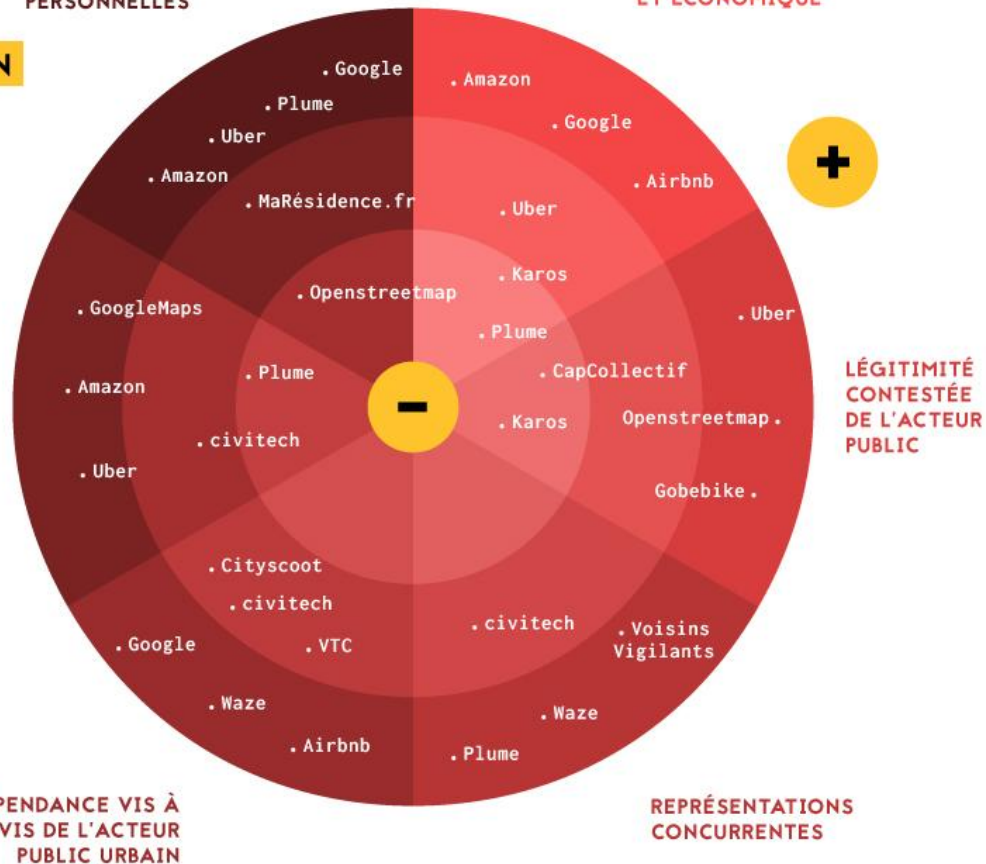 PERSONNELLES
ET ÉCONOMIQUE
N
. Google
. Amazon
. Plume
. Google
+
. Uber
. Amazon
. Airbnb
. MaRésidence.fr
. Uber
. Karos
. Openstreetmap
. GoogleMaps
. Uber
. Plume
. CapCollectif
LÉGITIMITÉ
CONTESTÉE
DE L'ACTEUR
PUBLIC
. Plume
. Amazon
-
. Karos
Openstreetmap .
. civitech
. Uber
Gobebike .
. Cityscoot
. civitech
. civitech
. Voisins
Vigilants
. Google
. VTC
. Waze
. Waze
. Airbnb
. Plume
PENDANCE VIS À
VIS DE L'ACTEUR
PUBLIC URBAIN
REPRÉSENTATIONS
CONCURRENTES